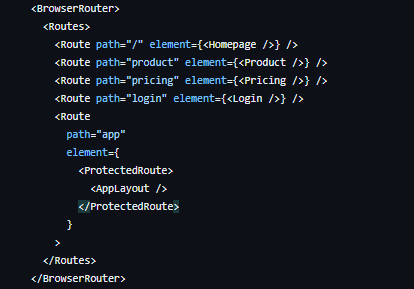 <BrowserRouter>
<Routes>
<Route path="/" element={<Homepage />} />
<Route path="product" element={<Product />} />
<Route path="pricing" element={<Pricing />} />
<Route path="login" element={<Login />} />
<Route
path="app"
element={
<ProtectedRoute>
<AppLayout />
</ProtectedRoute>
}
>
</Routes>
</BrowserRouter>